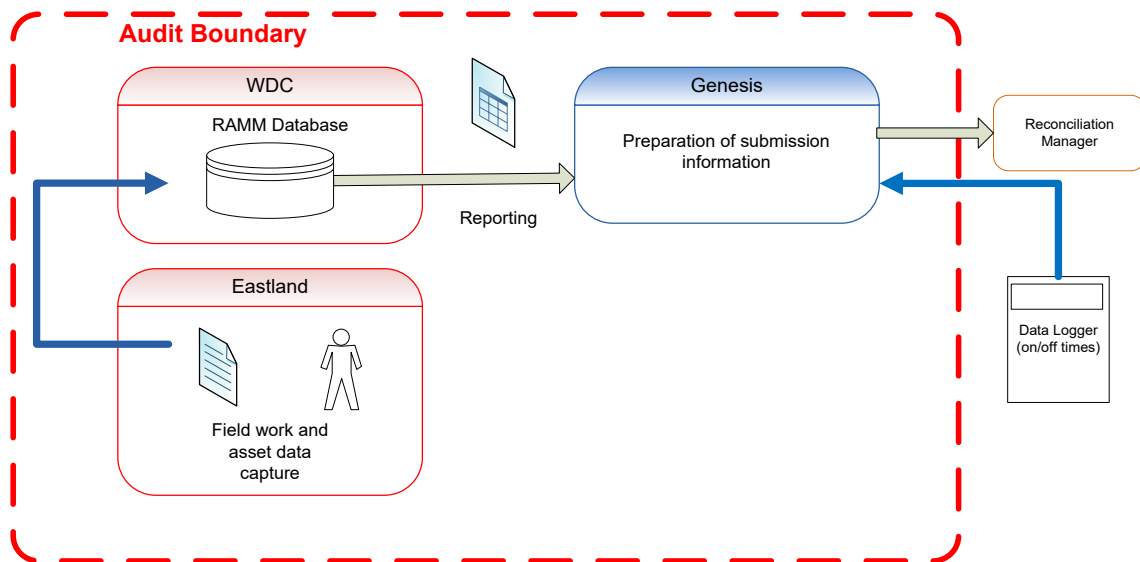 Audit Boundary
WDC
RAMM Database
Reporting
Genesis
Preparation of submission
information
Reconciliation
Manager
Eastland
Field work and
asset data
capture
Data Logger
(on/off times)